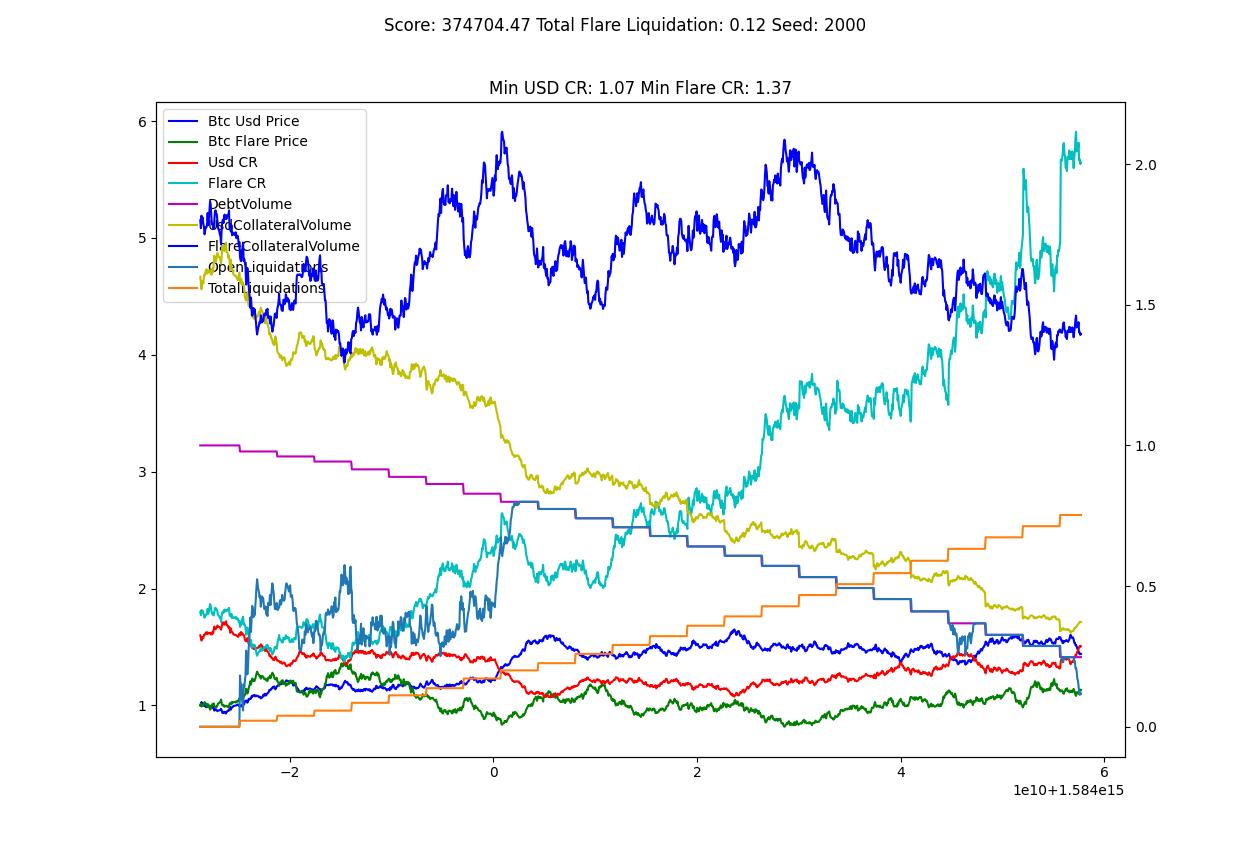 Score: 374704.47 Total Flare Liquidation: 0.12 Seed: 2000
Min USD CR: 1.07 Min Flare CR: 1.37
Btc Usd Price
Btc Flare Price
Usd CR
Flare CR
DebtVolume
UsdCollateralVolume
FlareCollateralVolume
OpenLiquidations
TotalLiquidations
6
5
4
3
2
1
2.0
1.5
1.0
0.5
0.0
−2
0
2
4
6
1e10+1.584e15